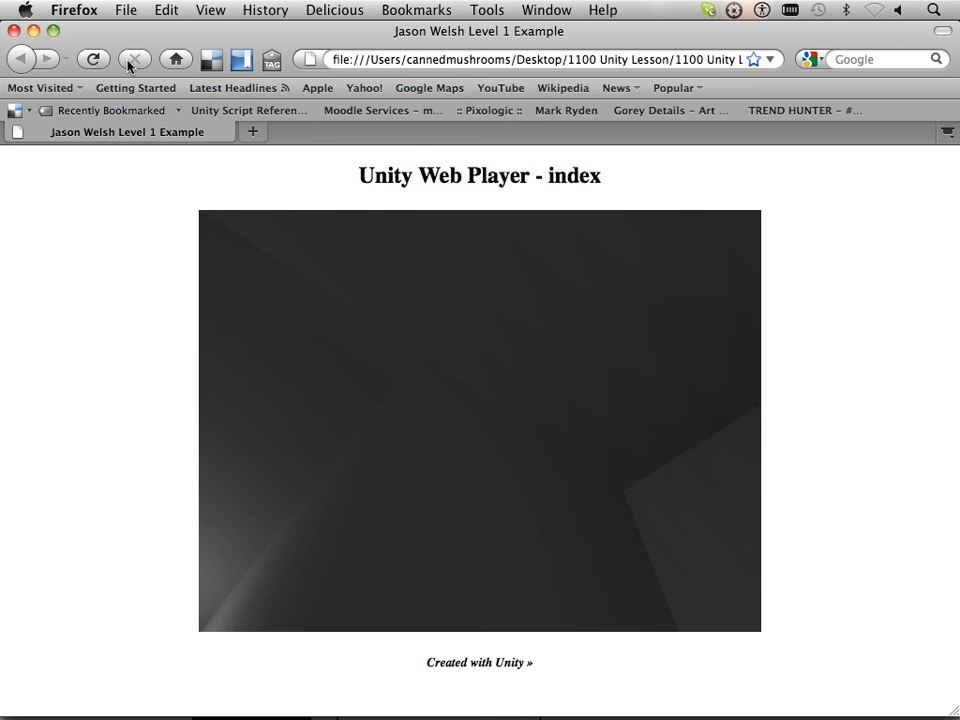 Firefox File Edit View History Delicious Bookmarks Tools Window Help
Jason Welsh Level 1 Example
TAG file:///Users/cannedmushrooms/Desktop/1100 Unity Lesson/1100 Unity L Google
Most Visited Getting Started Latest Headlines Apple Yahoo! Google Maps YouTube Wikipedia News Popular
Recently Bookmarked Unity Script Referen... Moodle Services - m... :: Pixologic :: Mark Ryden Gorey Details - Art ... TREND HUNTER - #...
Jason Welsh Level 1 Example
Unity Web Player - index
Created with Unity »